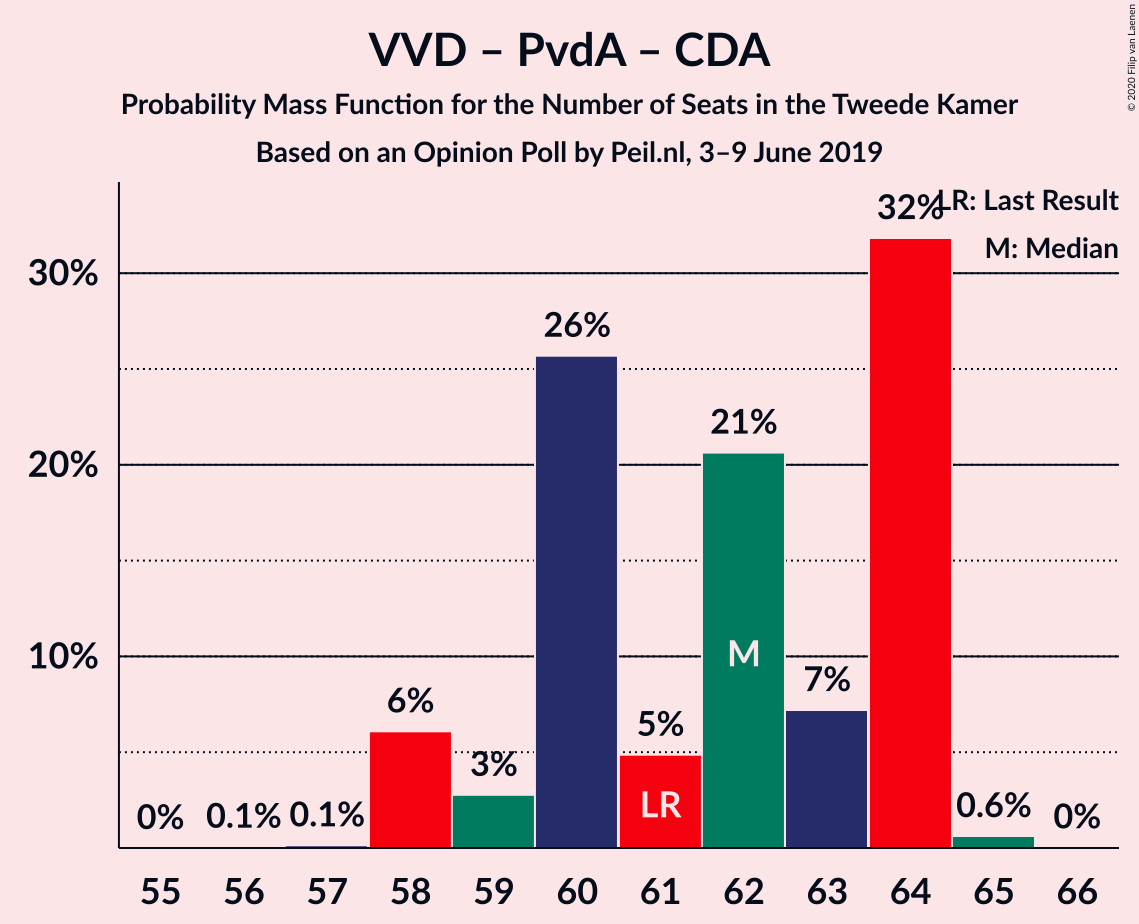 VVD – PvdA – CDA
Probability Mass Function for the Number of Seats in the Tweede Kamer
Based on an Opinion Poll by Peil.nl, 3–9 June 2019
© 2020 Filip van Laenen
LR: Last Result
M: Median
30%
20%
10%
0%
0.1%
0.1%
6%
3%
26%
5%
21%
7%
32%
0.6%
0%
LR
M
55 56 57 58 59 60 61 62 63 64 65 66